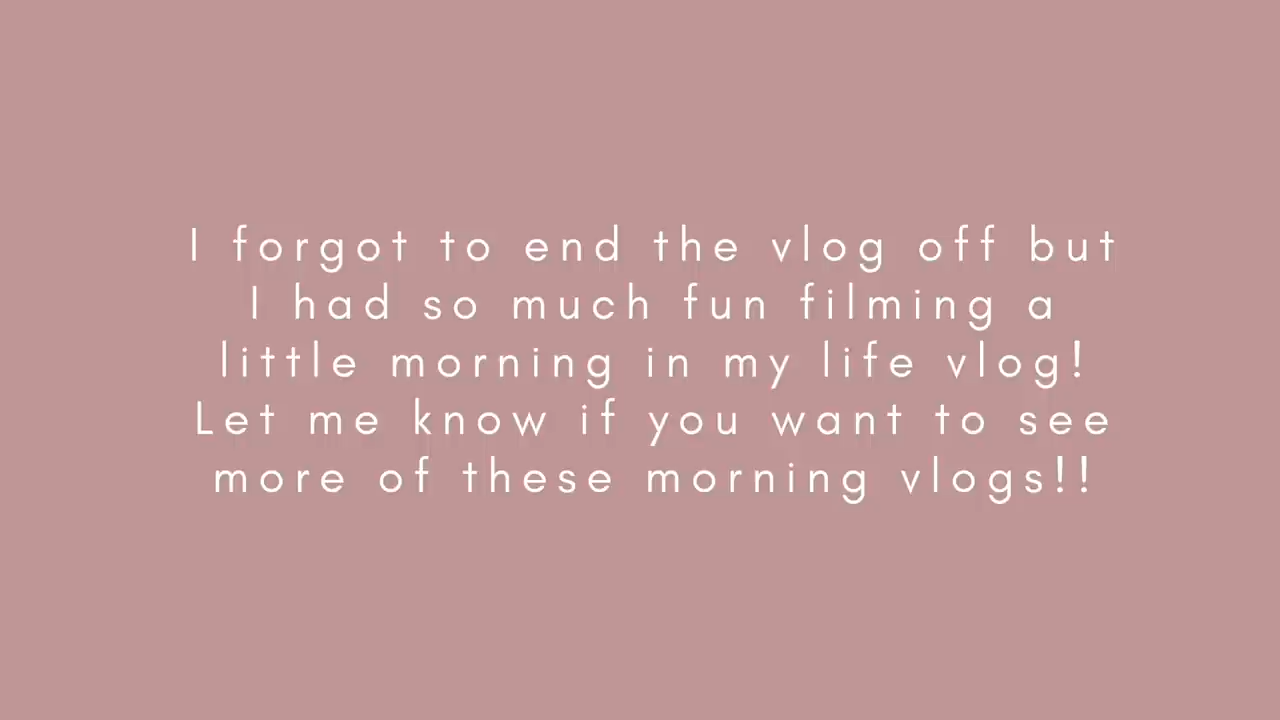 I forgot to end the vlog off but
I had so much fun filming a
little morning in my life vlog!
Let me know if you want to see
more of these morning vlogs!!